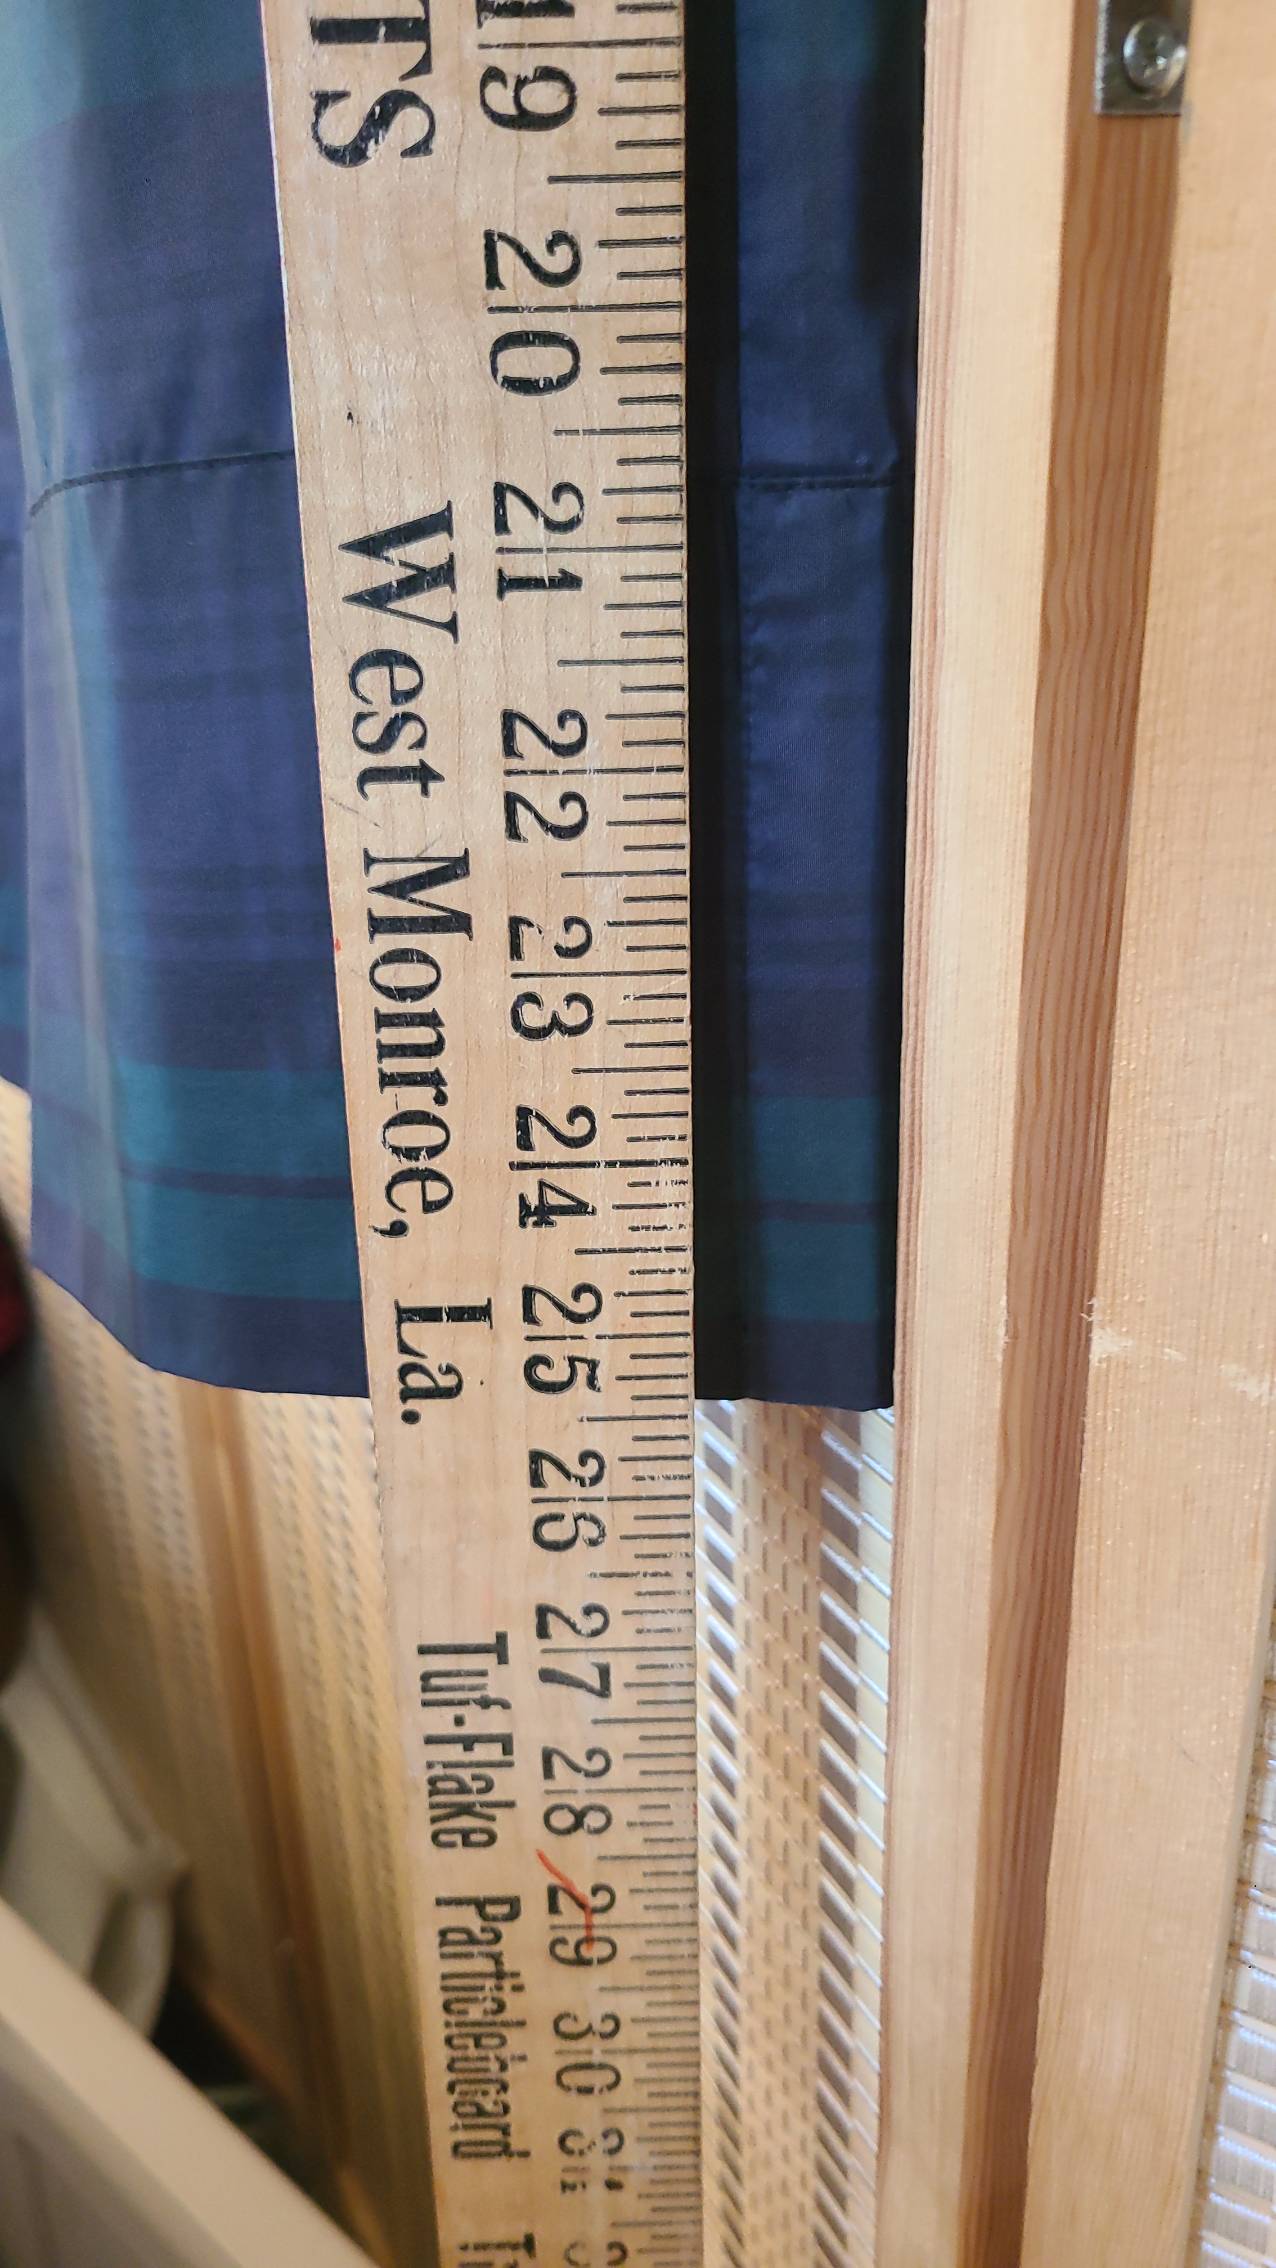 TS West Monroe, La.
Tuf-Flake Particleboard
19 20 21 22 23 24 25 26 27 28 29 30 31